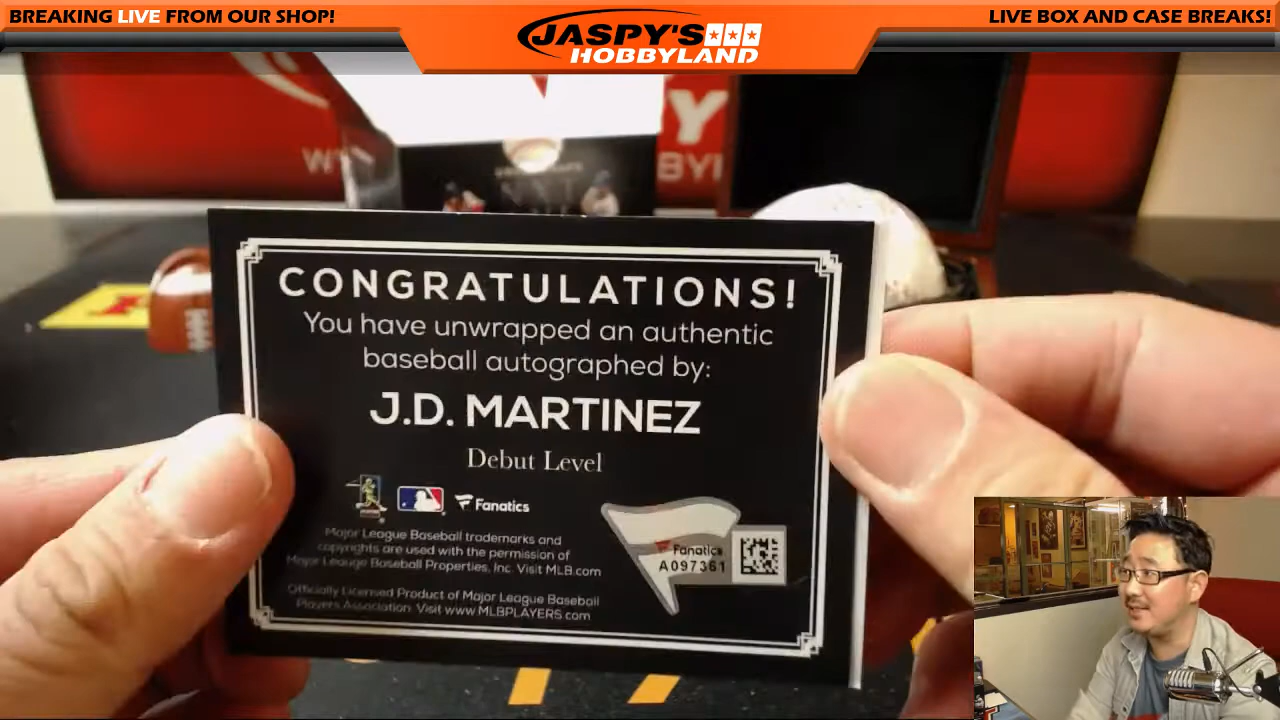 BREAKING LIVE FROM OUR SHOP!
JASPY'S
HOBBYLAND
LIVE BOX AND CASE BREAKS!
CONGRATULATIONS!
You have unwrapped an authentic
baseball autographed by:
J.D. MARTINEZ
Debut Level
Fanatics
Major League Baseball trademarks and
copyrights are used with the permission of
Major Leauge Baseball Properties, Inc. Visit MLB.com
Officially Licensed Product of Major League Baseball
Players Association. Visit www.MLBPLAYERS.com
Fanatics
A097361